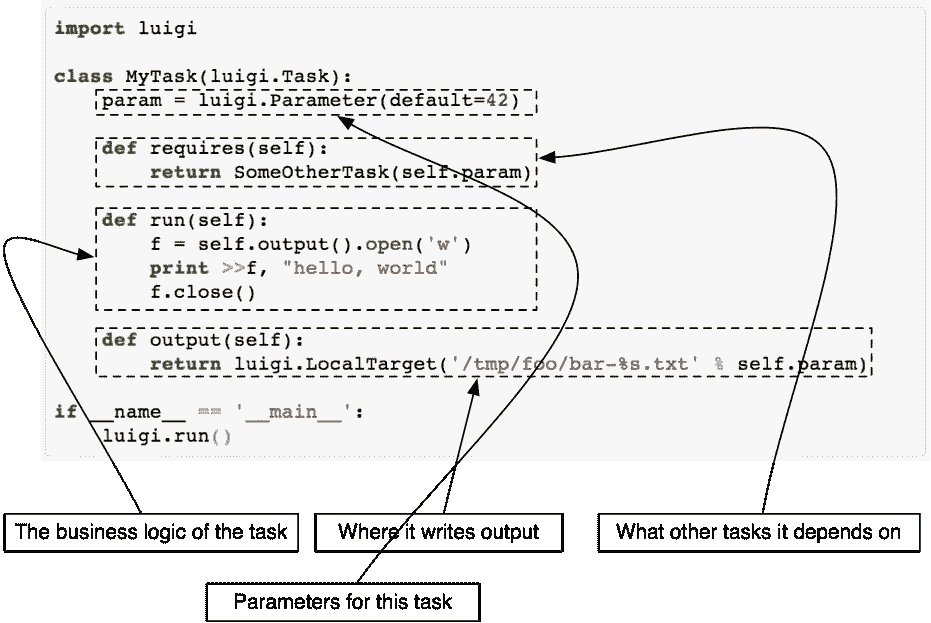 import luigi
class MyTask(luigi.Task):
param = luigi.Parameter(default=42)
def requires(self):
return SomeOtherTask(self.param)
def run(self):
f = self.output().open('w')
print >>f, "hello, world"
f.close()
def output(self):
return luigi.LocalTarget('/tmp/foo/bar-%s.txt' % self.param)
if __name__ == '__main__':
luigi.run()
The business logic of the task
Where it writes output
What other tasks it depends on
Parameters for this task